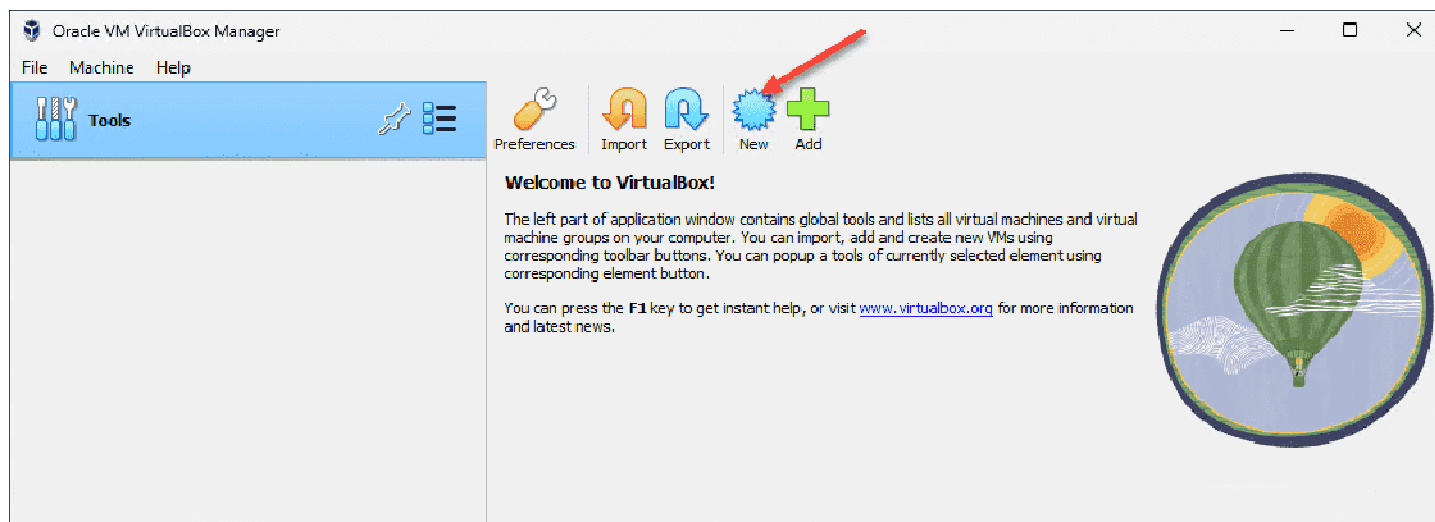 Oracle VM VirtualBox Manager
File Machine Help
Tools
Preferences Import Export New Add
Welcome to VirtualBox!
The left part of application window contains global tools and lists all virtual machines and virtual
machine groups on your computer. You can import, add and create new VMs using
corresponding toolbar buttons. You can popup a tools of currently selected element using
corresponding element button.
You can press the F1 key to get instant help, or visit www.virtualbox.org for more information
and latest news.